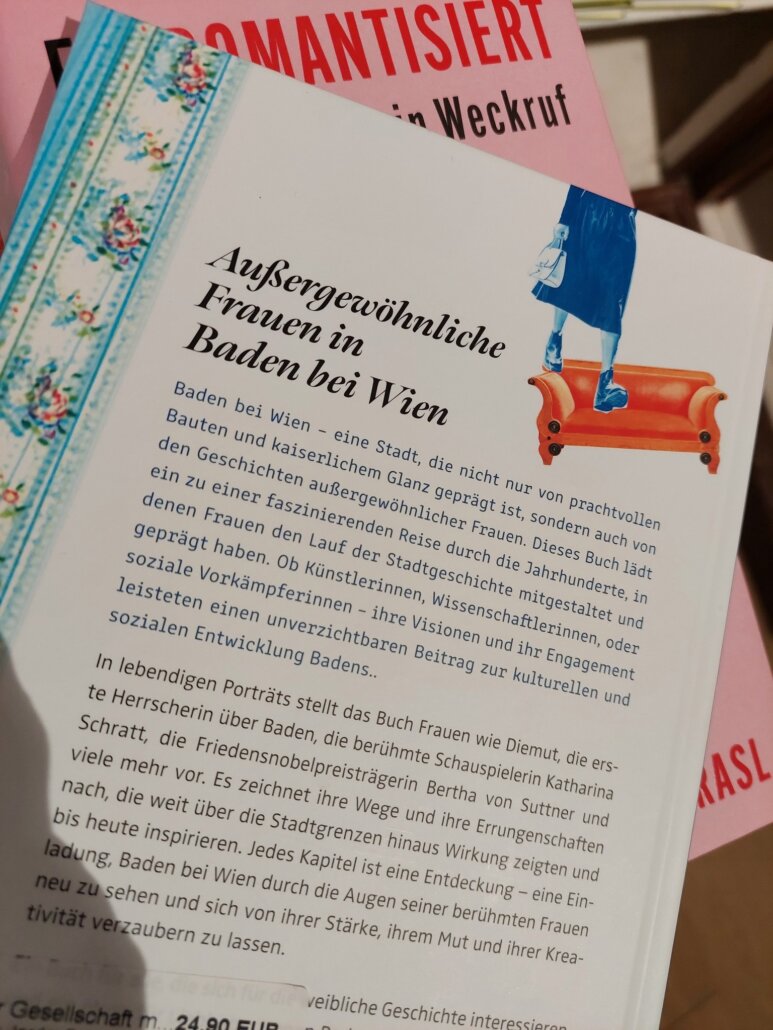 ROMANTISIERT
in Weckruf
Außergewöhnliche
Frauen in
Baden bei Wien
Baden bei Wien – eine Stadt, die nicht nur von prachtvollen
Bauten und kaiserlichem Glanz geprägt ist, sondern auch von
den Geschichten außergewöhnlicher Frauen. Dieses Buch lädt
ein zu einer faszinierenden Reise durch die Jahrhunderte, in
denen Frauen den Lauf der Stadtgeschichte mitgestaltet und
geprägt haben. Ob Künstlerinnen, Wissenschaftlerinnen, oder
soziale Vorkämpferinnen – ihre Visionen und ihr Engagement
leisteten einen unverzichtbaren Beitrag zur kulturellen und
sozialen Entwicklung Badens..
In lebendigen Porträts stellt das Buch Frauen wie Diemut, die ers-
te Herrscherin über Baden, die berühmte Schauspielerin Katharina
Schratt, die Friedensnobelpreisträgerin Bertha von Suttner und
viele mehr vor. Es zeichnet ihre Wege und ihre Errungenschaften
nach, die weit über die Stadtgrenzen hinaus Wirkung zeigten und
bis heute inspirieren. Jedes Kapitel ist eine Entdeckung – eine Ein-
ladung, Baden bei Wien durch die Augen seiner berühmten Frauen
neu zu sehen und sich von ihrer Stärke, ihrem Mut und ihrer Krea-
tivität verzaubern zu lassen.
die sich für die weibliche Geschichte interessieren
r Gesellschaft m... 24,90 EUR
RASL